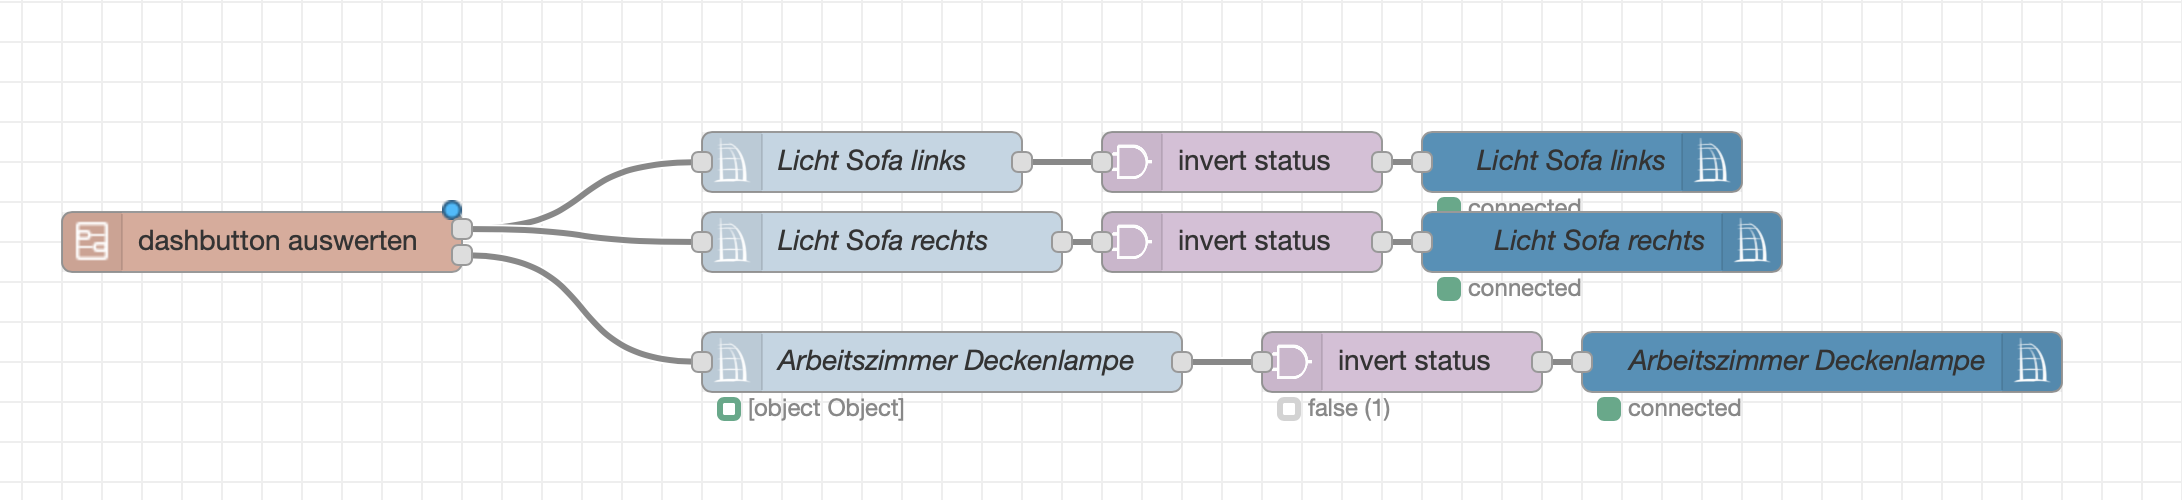 Licht Sofa links
invert status
Licht Sofa links
connected
dashbutton auswerten
Licht Sofa rechts
invert status
Licht Sofa rechts
connected
Arbeitszimmer Deckenlampe
invert status
Arbeitszimmer Deckenlampe
[object Object]
false (1)
connected